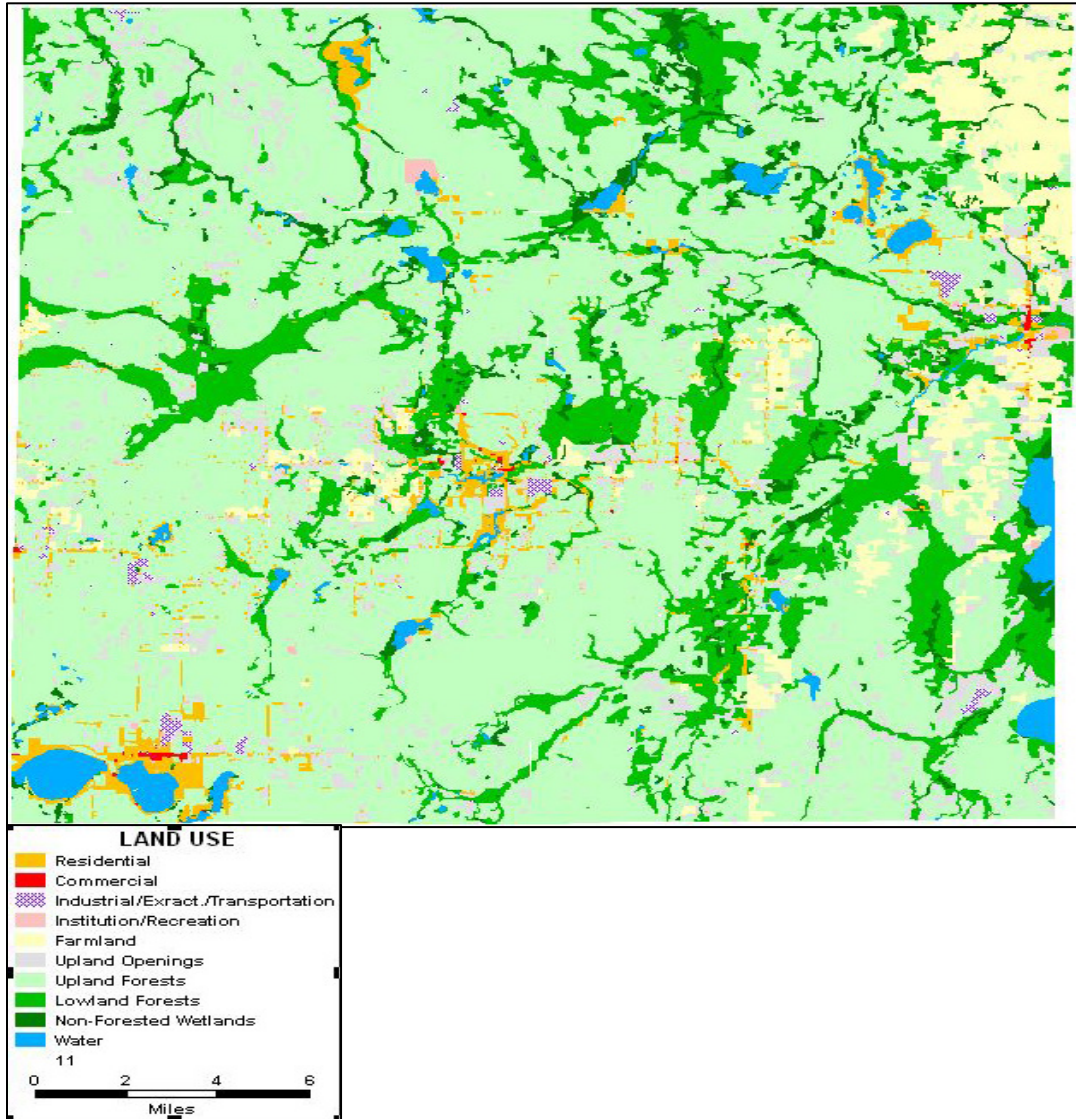 LAND USE
Residential
Commercial
Industrial/Exract./Transportation
Institution/Recreation
Farmland
Upland Openings
Upland Forests
Lowland Forests
Non-Forested Wetlands
Water
11
0 2 4 6
Miles